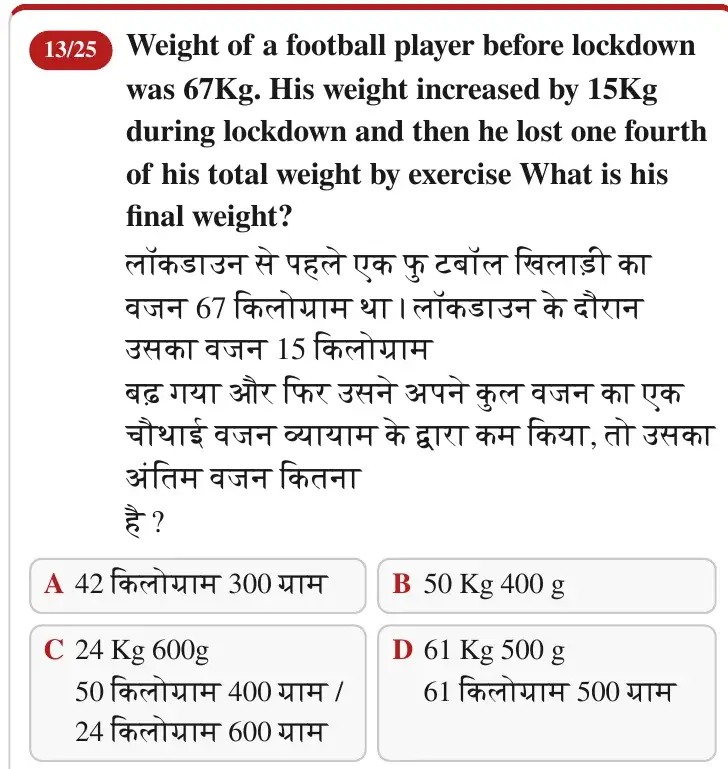 13/25 Weight of a football player before lockdown
was 67Kg. His weight increased by 15Kg
during lockdown and then he lost one fourth
of his total weight by exercise What is his
final weight?
लॉकडाउन से पहले एक फु टबॉल खिलाड़ी का
वजन 67 किलोग्राम था। लॉकडाउन के दौरान
उसका वजन 15 किलोग्राम
बढ़ गया और फिर उसने अपने कुल वजन का एक
चौथाई वजन व्यायाम के द्वारा कम किया, तो उसका
अंतिम वजन कितना
है ?
A 42 किलोग्राम 300 ग्राम
B 50 Kg 400 g
C 24 Kg 600g
50 किलोग्राम 400 ग्राम /
24 किलोग्राम 600 ग्राम
D 61 Kg 500 g
61 किलोग्राम 500 ग्राम